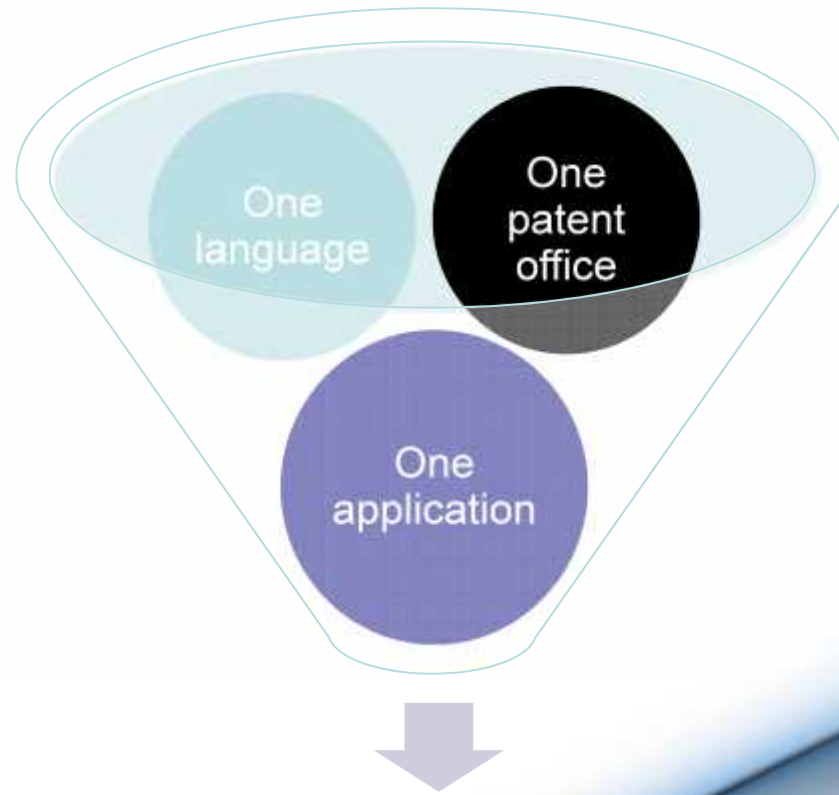 One
language
One
patent
office
One
application